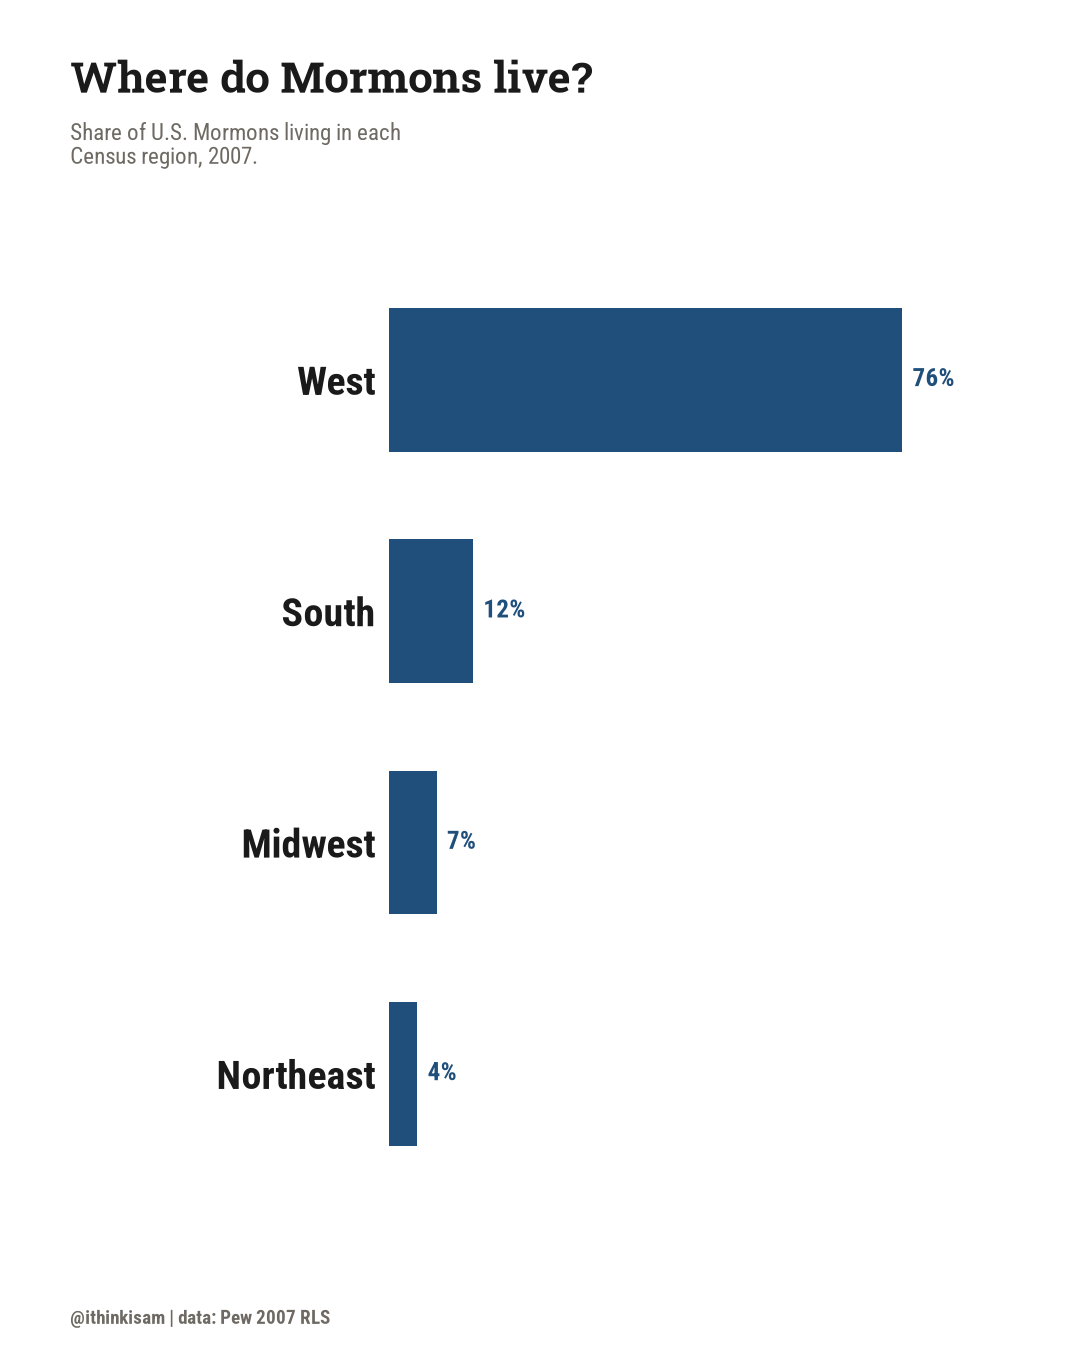 Where do Mormons live?
Share of U.S. Mormons living in each
Census region, 2007.
West
76%
South
12%
Midwest
7%
Northeast
4%
@ithinkisam | data: Pew 2007 RLS